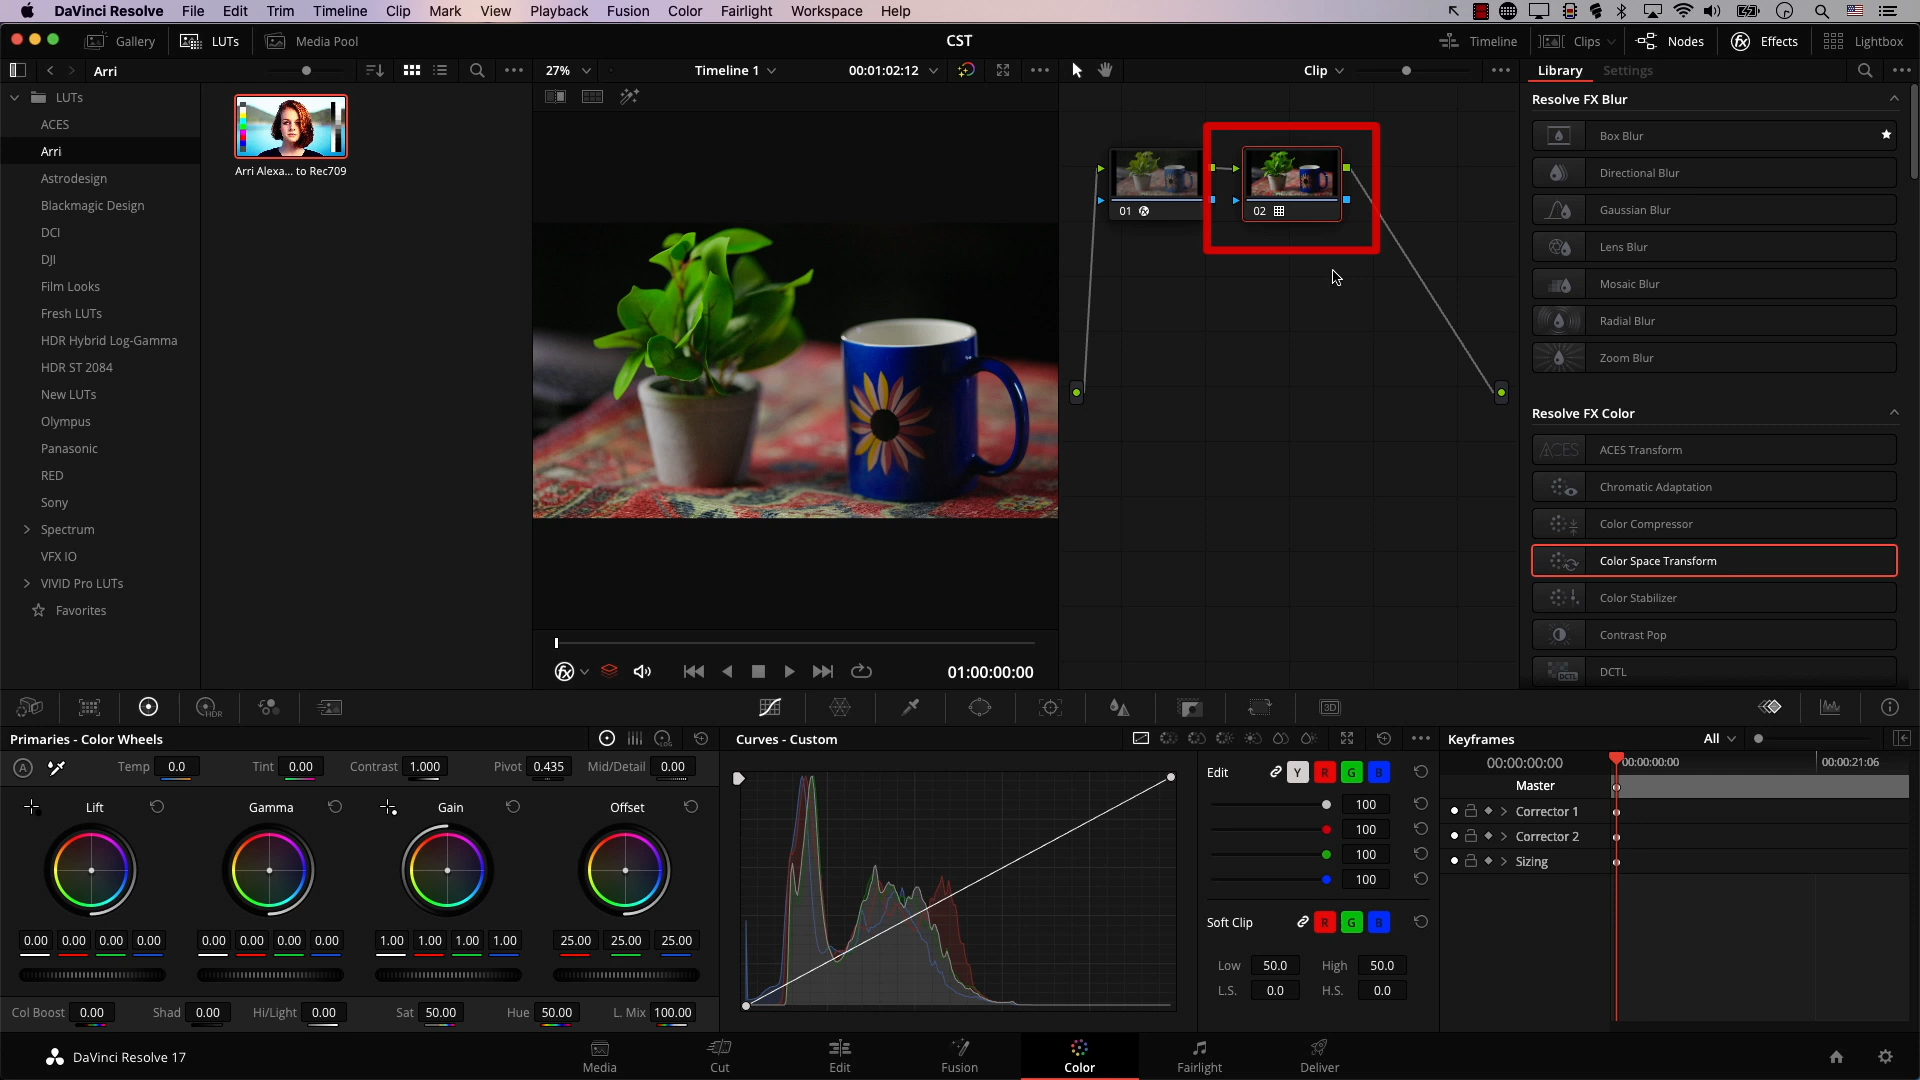 DaVinci Resolve File Edit Trim Timeline Clip Mark View Playback Fusion Color Fairlight Workspace Help
Gallery LUTs Media Pool CST Timeline Clips Nodes Effects Lightbox
Arri 27% Timeline 1 00:01:02:12 Clip Library Settings
LUTs
ACES
Arri
Astrodesign
Blackmagic Design
DCI
DJI
Film Looks
Fresh LUTs
HDR Hybrid Log-Gamma
HDR ST 2084
New LUTs
Olympus
Panasonic
RED
Sony
Spectrum
VFX IO
VIVID Pro LUTs
Favorites
Arri Alexa... to Rec709
01
02
01:00:00:00
Resolve FX Blur
Box Blur
Directional Blur
Gaussian Blur
Lens Blur
Mosaic Blur
Radial Blur
Zoom Blur
Resolve FX Color
ACES ACES Transform
Chromatic Adaptation
Color Compressor
Color Space Transform
Color Stabilizer
Contrast Pop
DCTL DCTL
HDR 3D
Primaries - Color Wheels LOG
A Temp 0.0 Tint 0.00 Contrast 1.000 Pivot 0.435 Mid/Detail 0.00
Lift Gamma Gain Offset
0.00 0.00 0.00 0.00 0.00 0.00 0.00 0.00 1.00 1.00 1.00 1.00 25.00 25.00 25.00
Col Boost 0.00 Shad 0.00 Hi/Light 0.00 Sat 50.00 Hue 50.00 L. Mix 100.00
Curves - Custom
Edit Y R G B
100
100
100
100
Soft Clip R G B
Low 50.0 High 50.0
L.S. 0.0 H.S. 0.0
Keyframes All
00:00:00:00 00:00:00:00 00:00:21:06
Master
Corrector 1
Corrector 2
Sizing
DaVinci Resolve 17 Media Cut Edit Fusion Color Fairlight Deliver